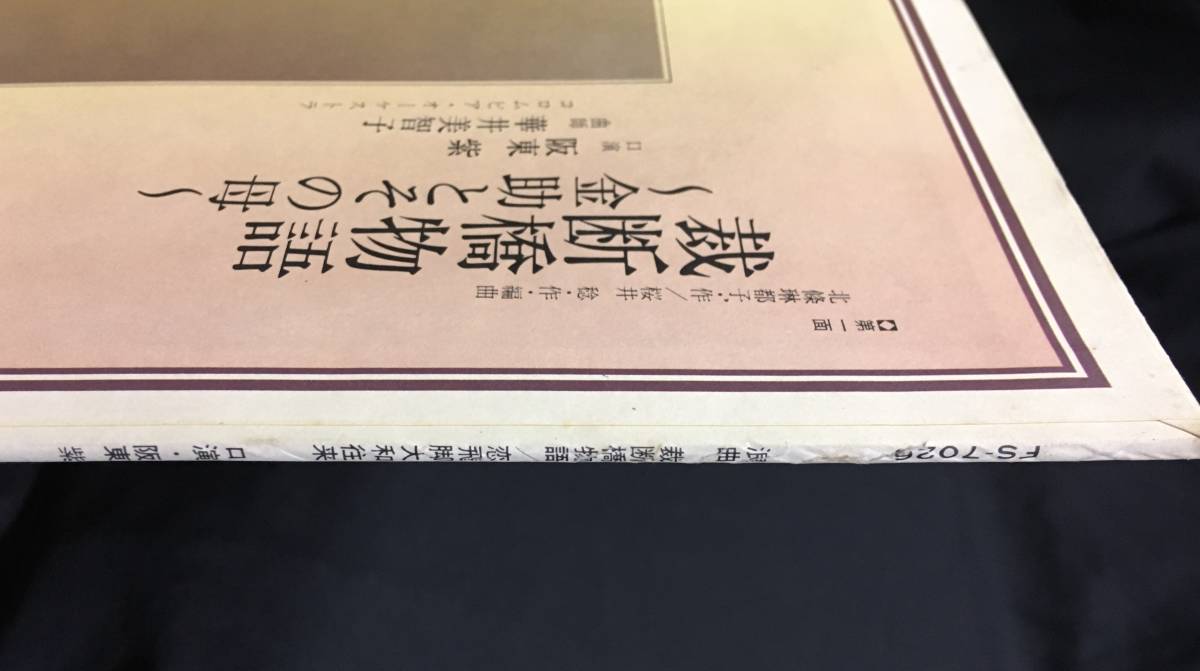 ◘第一面
北條琳都子・作／桜井 稔・作・編曲
裁断橋物語
〜金助とその母〜
口演 阪東 紫
曲師 華井美智子
コロムビア・オーケストラ
FS-702 浪曲 裁断橋物語／恋飛脚大和往来 口演・阪東 紫